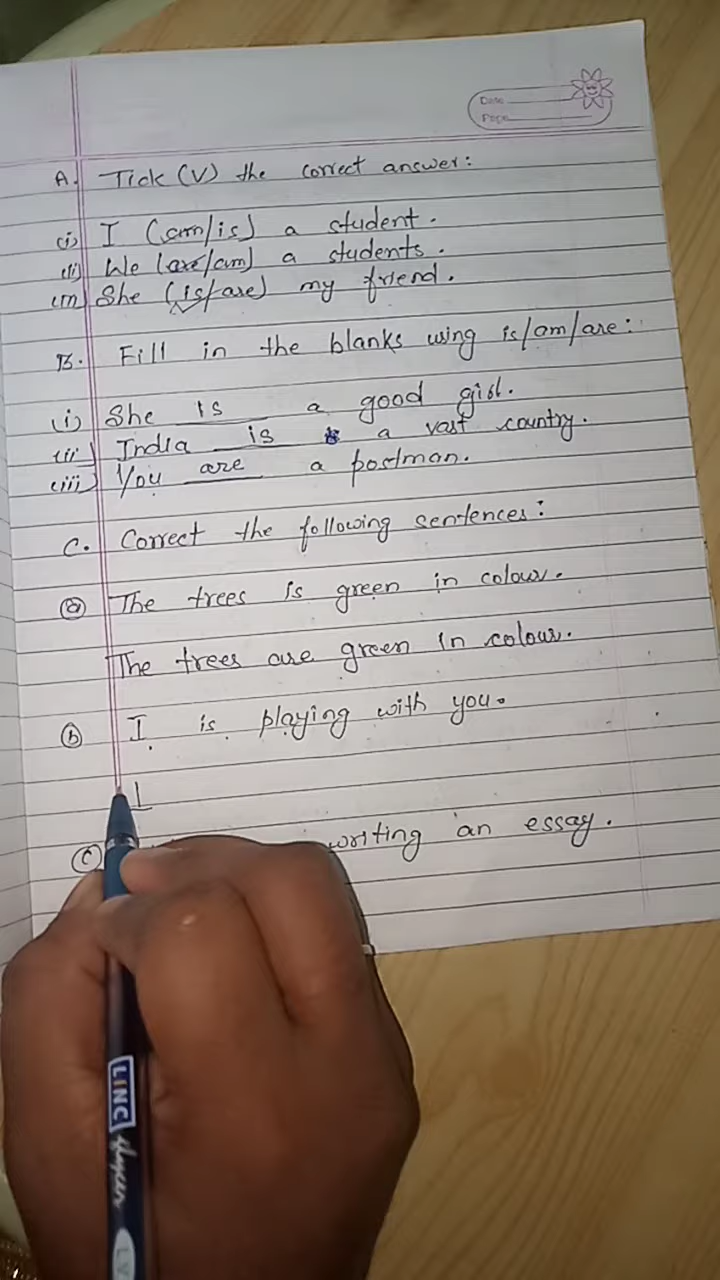 Date
Page
A. Tick (V) the correct answer:
(i) I (am/is) a student.
(ii) We (are/am) a students.
(iii) She (is/are) my friend.
B. Fill in the blanks using is/am/are:
(i) She is a good girl.
(ii) India is a vast country.
(iii) You are a postman.
C. Correct the following sentences:
(a) The trees is green in colour.
The trees are green in colour.
(b) I is playing with you.
I
(c) writing an essay.
LINC